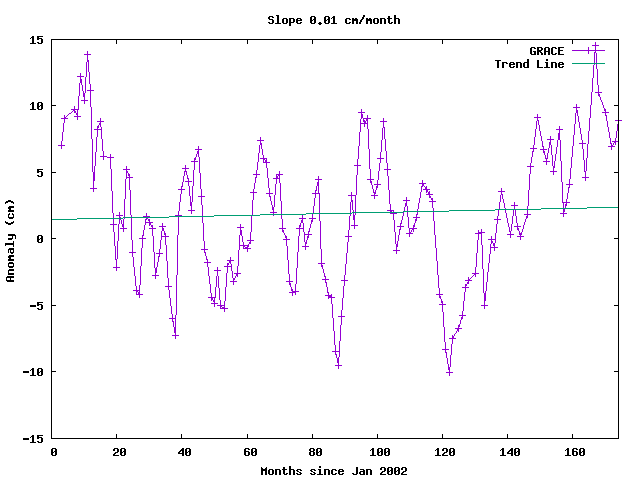 Slope 0.01 cm/month
GRACE
Trend Line
15
10
5
0
-5
-10
-15
Anomaly (cm)
0 20 40 60 80 100 120 140 160
Months since Jan 2002